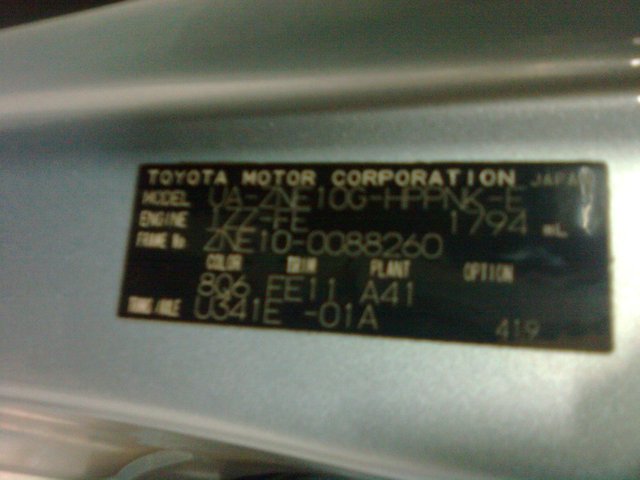 TOYOTA MOTOR CORPORATION JAPAN
MODEL UA-ZNE10G-HPPNK-E
ENGINE 1ZZ-FE 1794 mL
FRAME No. ZNE10-0088260
COLOR TRIM PLANT OPTION
8Q6 FE11 A41
TRANS/AXLE U341E -01A
419